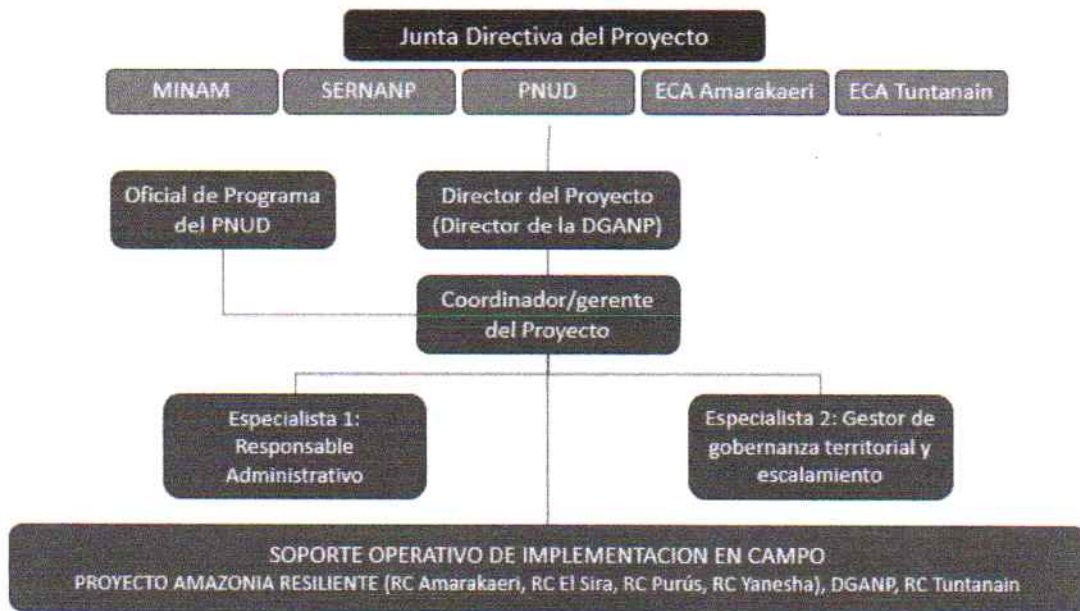 Junta Directiva del Proyecto
MINAM
SERNANP
PNUD
ECA Amarakaeri
ECA Tuntanain
Oficial de Programa
del PNUD
Director del Proyecto
(Director de la DGANP)
Coordinador/gerente
del Proyecto
Especialista 1:
Responsable
Administrativo
Especialista 2: Gestor de
gobernanza territorial y
escalamiento
SOPORTE OPERATIVO DE IMPLEMENTACION EN CAMPO
PROYECTO AMAZONIA RESILIENTE (RC Amarakaeri, RC El Sira, RC Purús, RC Yanesha), DGANP, RC Tuntanain